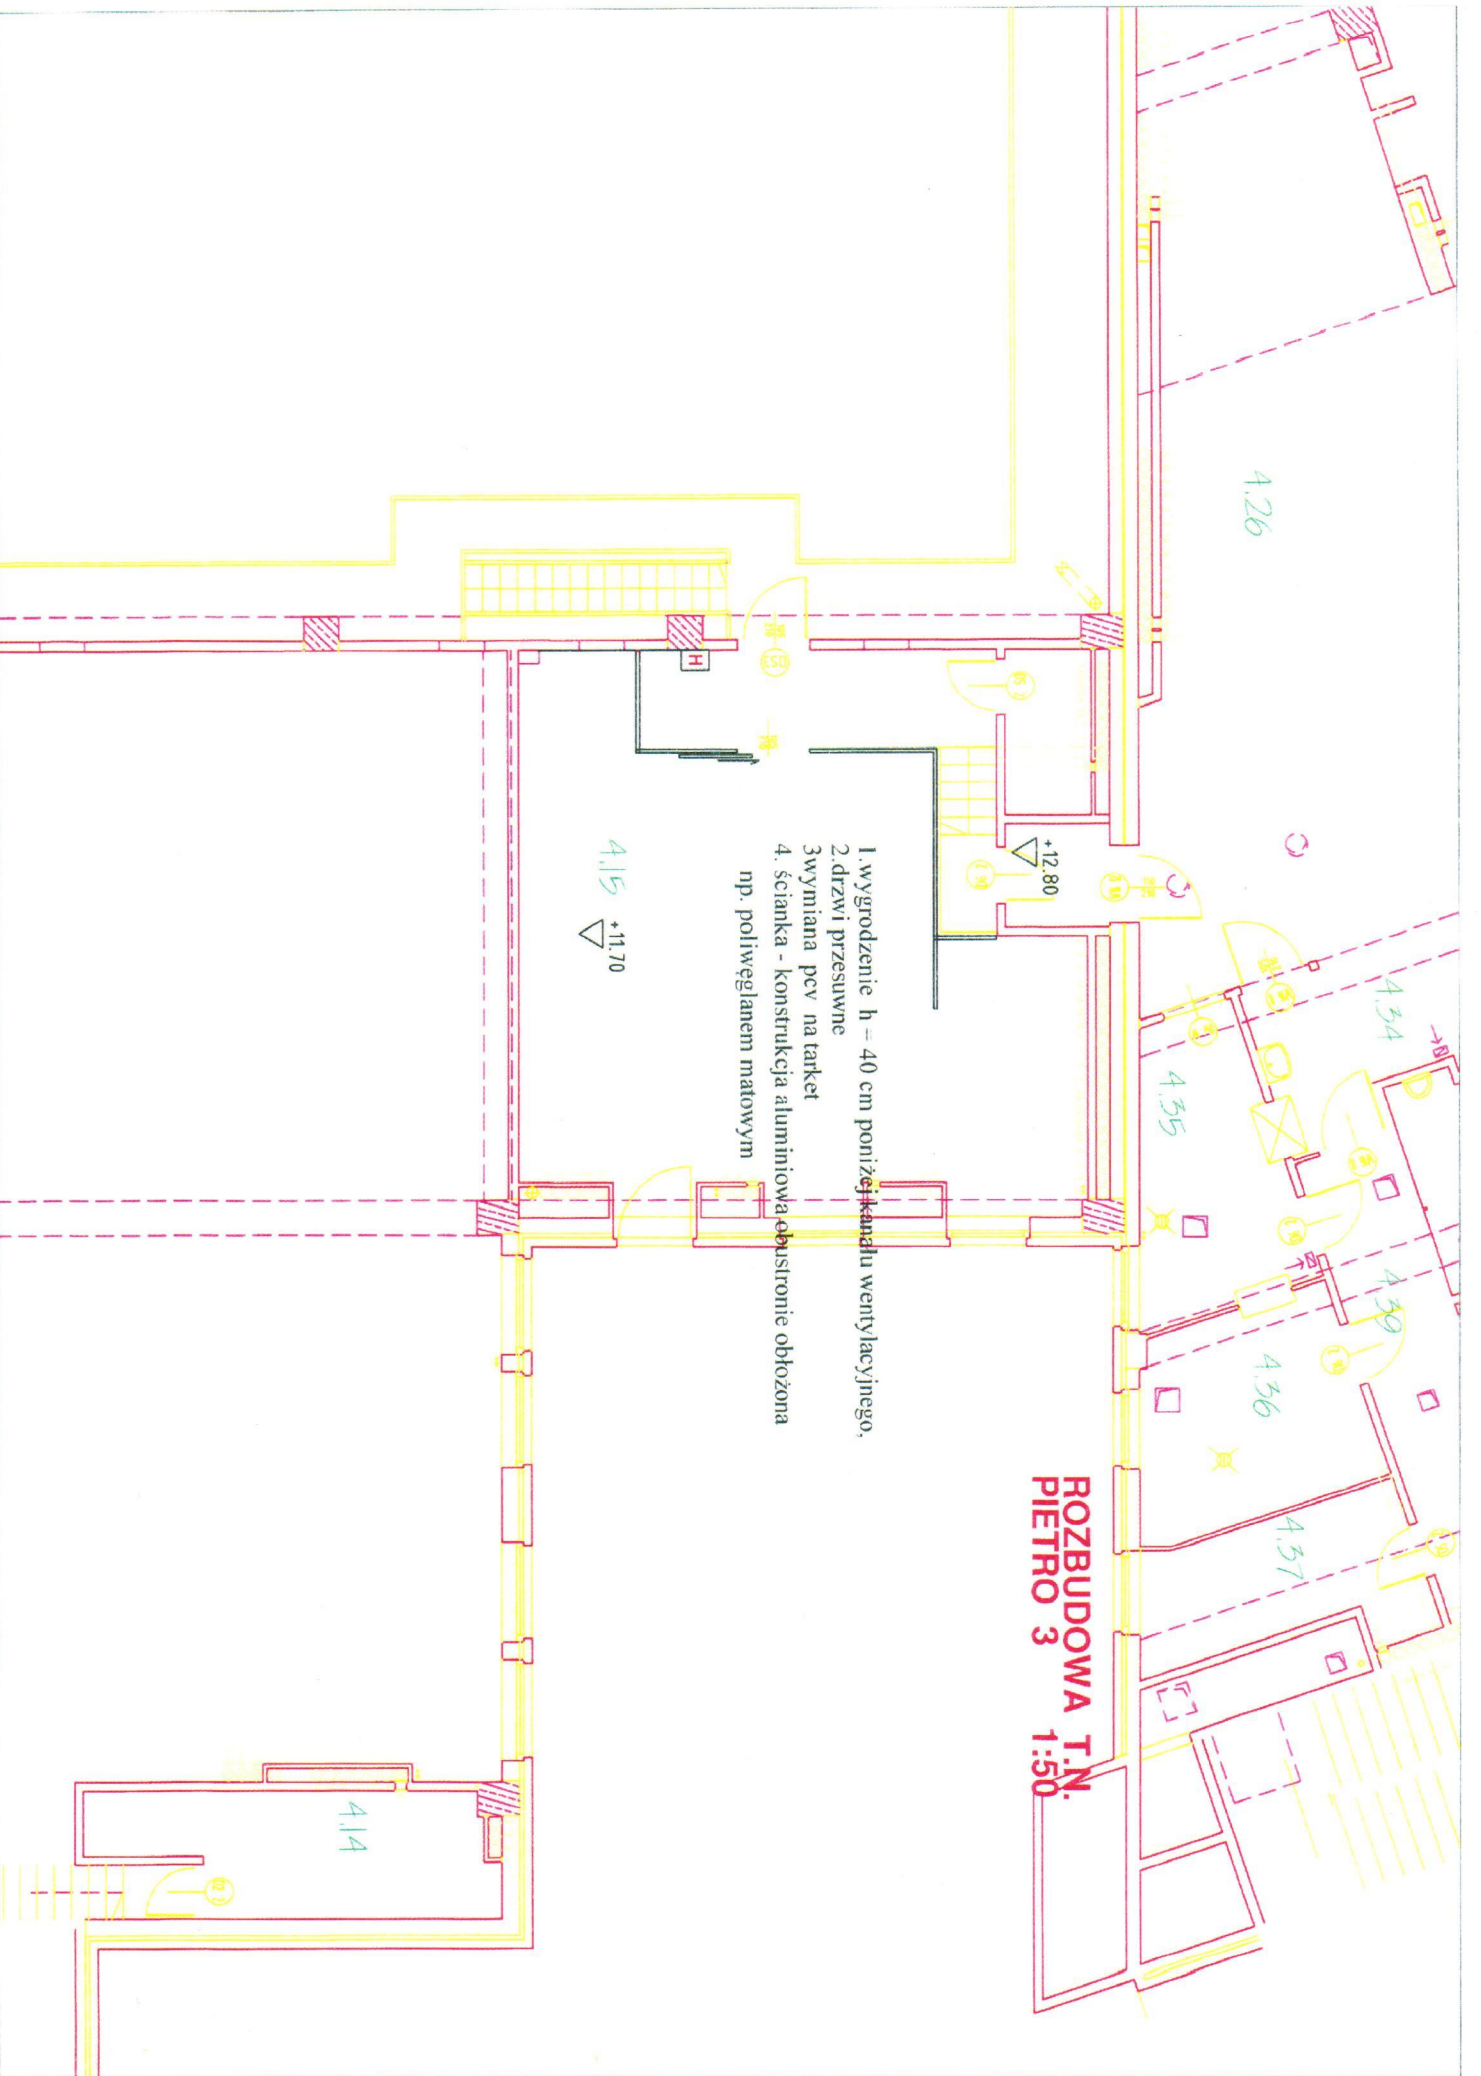 4.26
4.34
4.35
4.39
4.36
4.37
+12.80
1.wygrodzenie h = 40 cm poniżej kanału wentylacyjnego,
2.drzwi przesuwne
3wymiana pcv na tarket
4. ścianka - konstrukcja aluminiowa obustronie obłożona
np. poliwęglanem matowym
ROZBUDOWA T.N.
PIETRO 3 1:50
H
4.15
+11.70
4.14